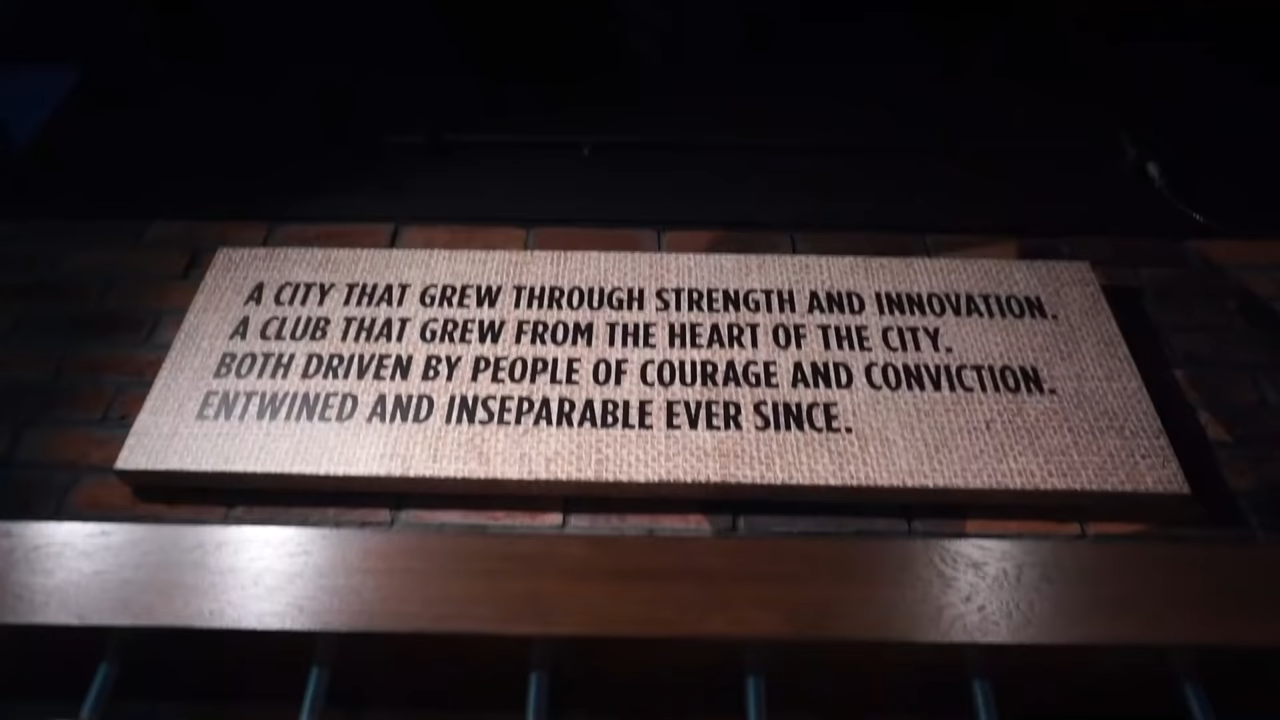 A CITY THAT GREW THROUGH STRENGTH AND INNOVATION.
A CLUB THAT GREW FROM THE HEART OF THE CITY.
BOTH DRIVEN BY PEOPLE OF COURAGE AND CONVICTION.
ENTWINED AND INSEPARABLE EVER SINCE.